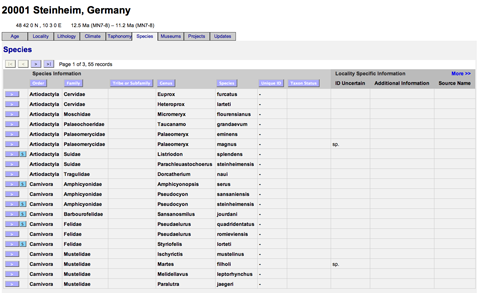 20001 Steinheim, Germany
48 42 0 N , 10 3 0 E 12.5 Ma (MN7-8) – 11.2 Ma (MN7-8)
Age Locality Lithology Climate Taphonomy Species Museums Projects Updates
Species
Page 1 of 3, 55 records
Species Information Locality Specific Information More >>
Order Family Tribe or Subfamily Genus Species Unique ID Taxon Status ID Uncertain Additional Information Source Name
Artiodactyla Cervidae Euprox furcatus -
Artiodactyla Cervidae Heteroprox larteti -
Artiodactyla Moschidae Micromeryx flourensianus -
Artiodactyla Palaeochoeridae Taucanamo grandaevum -
Artiodactyla Palaeomerycidae Palaeomeryx eminens -
Artiodactyla Palaeomerycidae Palaeomeryx magnus - sp.
S Artiodactyla Suidae Listriodon splendens -
Artiodactyla Suidae Parachleuastochoerus steinheimensis -
Artiodactyla Tragulidae Dorcatherium naui -
S Carnivora Amphicyonidae Amphicyonopsis serus -
Carnivora Amphicyonidae Pseudocyon sansaniensis -
S Carnivora Amphicyonidae Pseudocyon steinheimensis -
S Carnivora Barbourofelidae Sansanosmilus jourdani -
S Carnivora Felidae Pseudaelurus quadridentatus -
Carnivora Felidae Pseudaelurus romieviensis -
S Carnivora Felidae Styriofelis lorteti -
Carnivora Mustelidae Ischyrictis mustelinus -
Carnivora Mustelidae Martes filholi - sp.
Carnivora Mustelidae Mellidellavus leptorhynchus -
Carnivora Mustelidae Paralutra jaegeri -